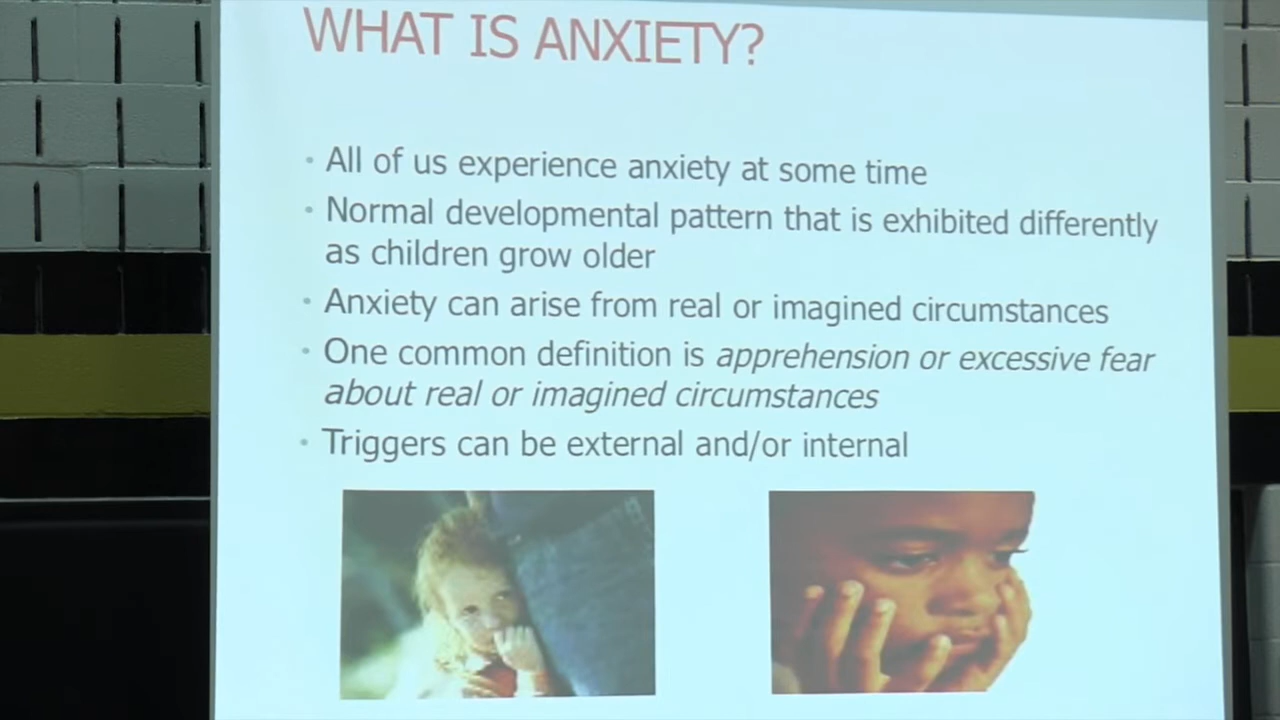 WHAT IS ANXIETY?
• All of us experience anxiety at some time
• Normal developmental pattern that is exhibited differently
as children grow older
• Anxiety can arise from real or imagined circumstances
• One common definition is apprehension or excessive fear
about real or imagined circumstances
• Triggers can be external and/or internal